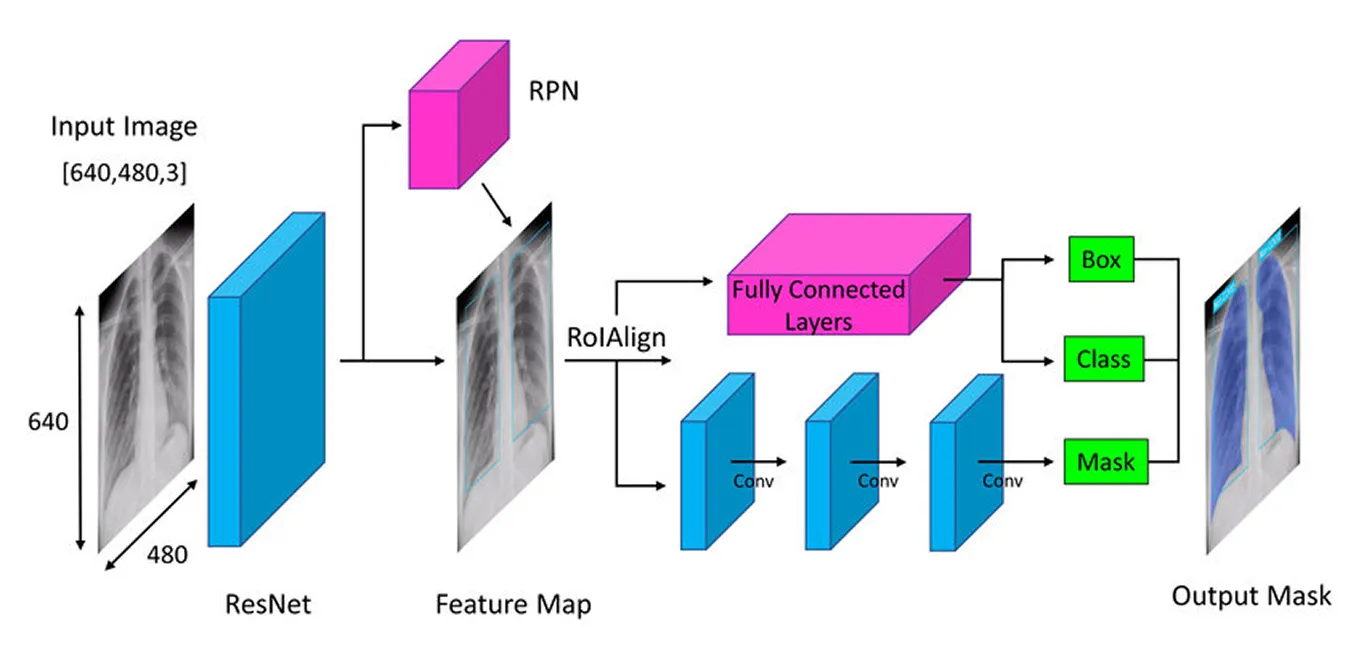 Input Image
[640,480,3]
640
480
ResNet
RPN
Feature Map
RoIAlign
Fully Connected
Layers
Conv
Conv
Conv
Box
Class
Mask
Output Mask